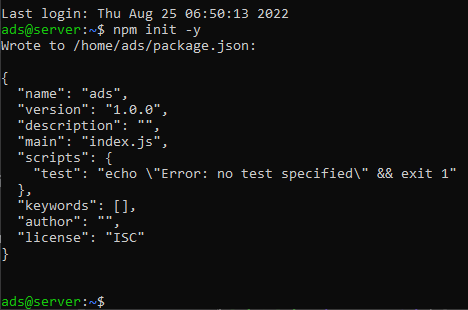 Last login: Thu Aug 25 06:50:13 2022
ads@server:~$ npm init -y
Wrote to /home/ads/package.json:

{
  "name": "ads",
  "version": "1.0.0",
  "description": "",
  "main": "index.js",
  "scripts": {
    "test": "echo \"Error: no test specified\" && exit 1"
  },
  "keywords": [],
  "author": "",
  "license": "ISC"
}

ads@server:~$